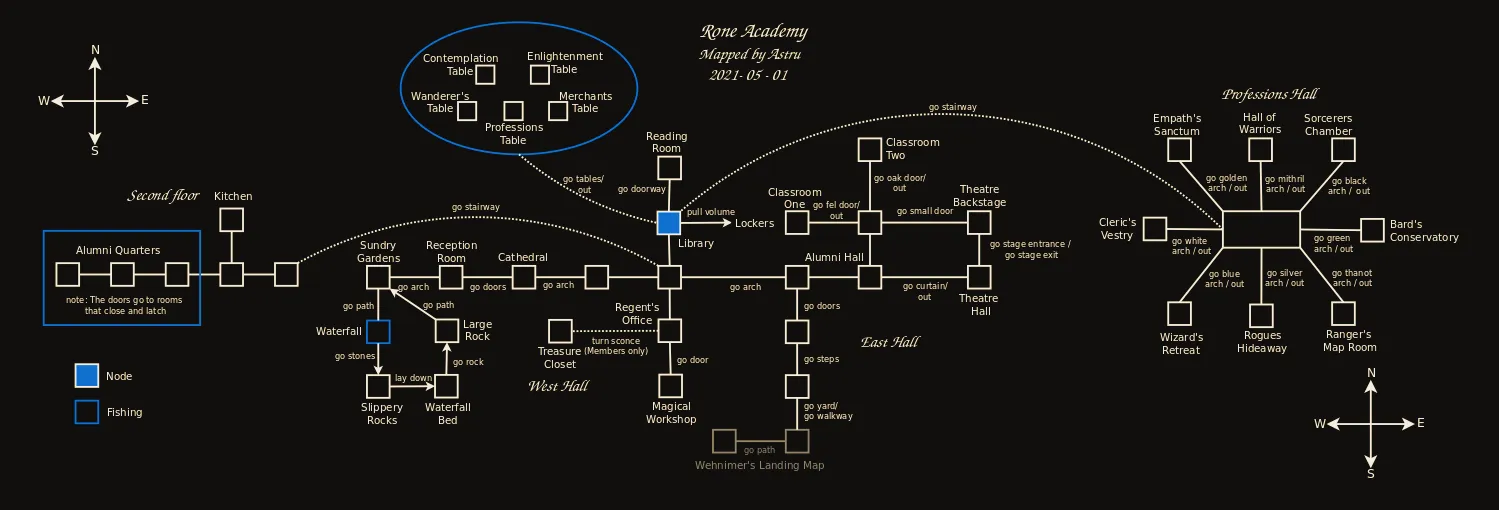 Rone Academy
Mapped by Astru
2021- 05 - 01
N
W
E
S
Contemplation
Table
Enlightenment
Table
Wanderer's
Table
Merchants
Table
Professions
Table
go tables/
out
Reading
Room
go doorway
pull volume
Lockers
Library
go stairway
Classroom
Two
go oak door/
out
Classroom
One
go fel door/
out
go small door
Theatre
Backstage
go stage entrance /
go stage exit
Alumni Hall
go arch
go curtain/
out
Theatre
Hall
East Hall
go doors
go steps
go yard/
go walkway
go path
Wehnimer's Landing Map
Second floor
Kitchen
go stairway
Alumni Quarters
note: The doors go to rooms
that close and latch
Sundry
Gardens
Reception
Room
Cathedral
go arch
go doors
go arch
go path
go path
Waterfall
Large
Rock
go stones
go rock
lay down
Slippery
Rocks
Waterfall
Bed
Regent's
Office
turn sconce
(Members only)
Treasure
Closet
go door
Magical
Workshop
West Hall
Node
Fishing
Professions Hall
Empath's
Sanctum
Hall of
Warriors
Sorcerers
Chamber
go golden
arch / out
go mithril
arch / out
go black
arch / out
Cleric's
Vestry
go white
arch / out
go green
arch / out
Bard's
Conservatory
go blue
arch / out
go silver
arch / out
go thanot
arch / out
Wizard's
Retreat
Rogues
Hideaway
Ranger's
Map Room
N
W
E
S